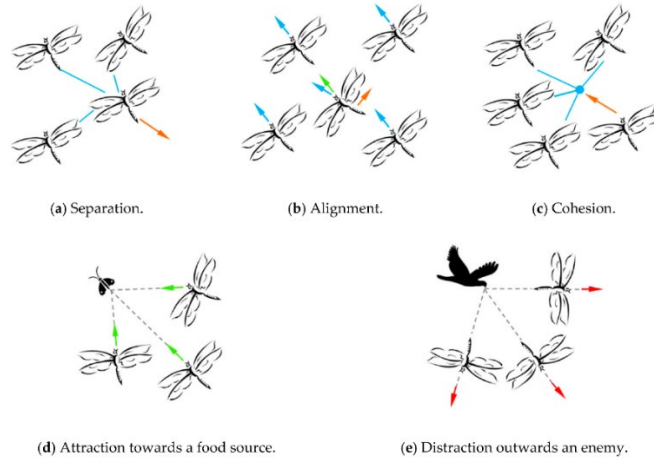 (a) Separation.
(b) Alignment.
(c) Cohesion.
(d) Attraction towards a food source.
(e) Distraction outwards an enemy.